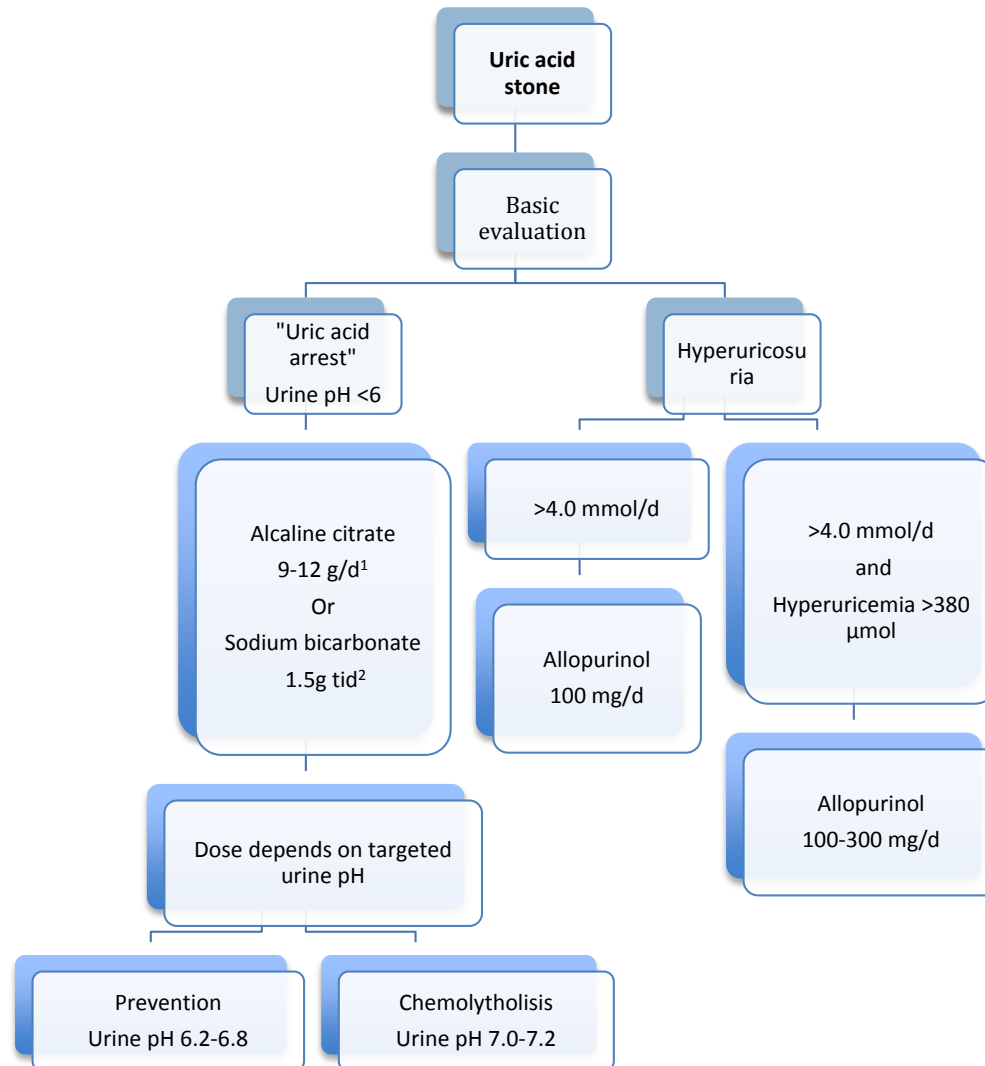 Uric acid
stone
Basic
evaluation
"Uric acid
arrest"
Urine pH <6
Hyperuricosu
ria
Alcaline citrate
9-12 g/d¹
Or
Sodium bicarbonate
1.5g tid²
>4.0 mmol/d
>4.0 mmol/d
and
Hyperuricemia >380
µmol
Allopurinol
100 mg/d
Allopurinol
100-300 mg/d
Dose depends on targeted
urine pH
Prevention
Urine pH 6.2-6.8
Chemolytholisis
Urine pH 7.0-7.2